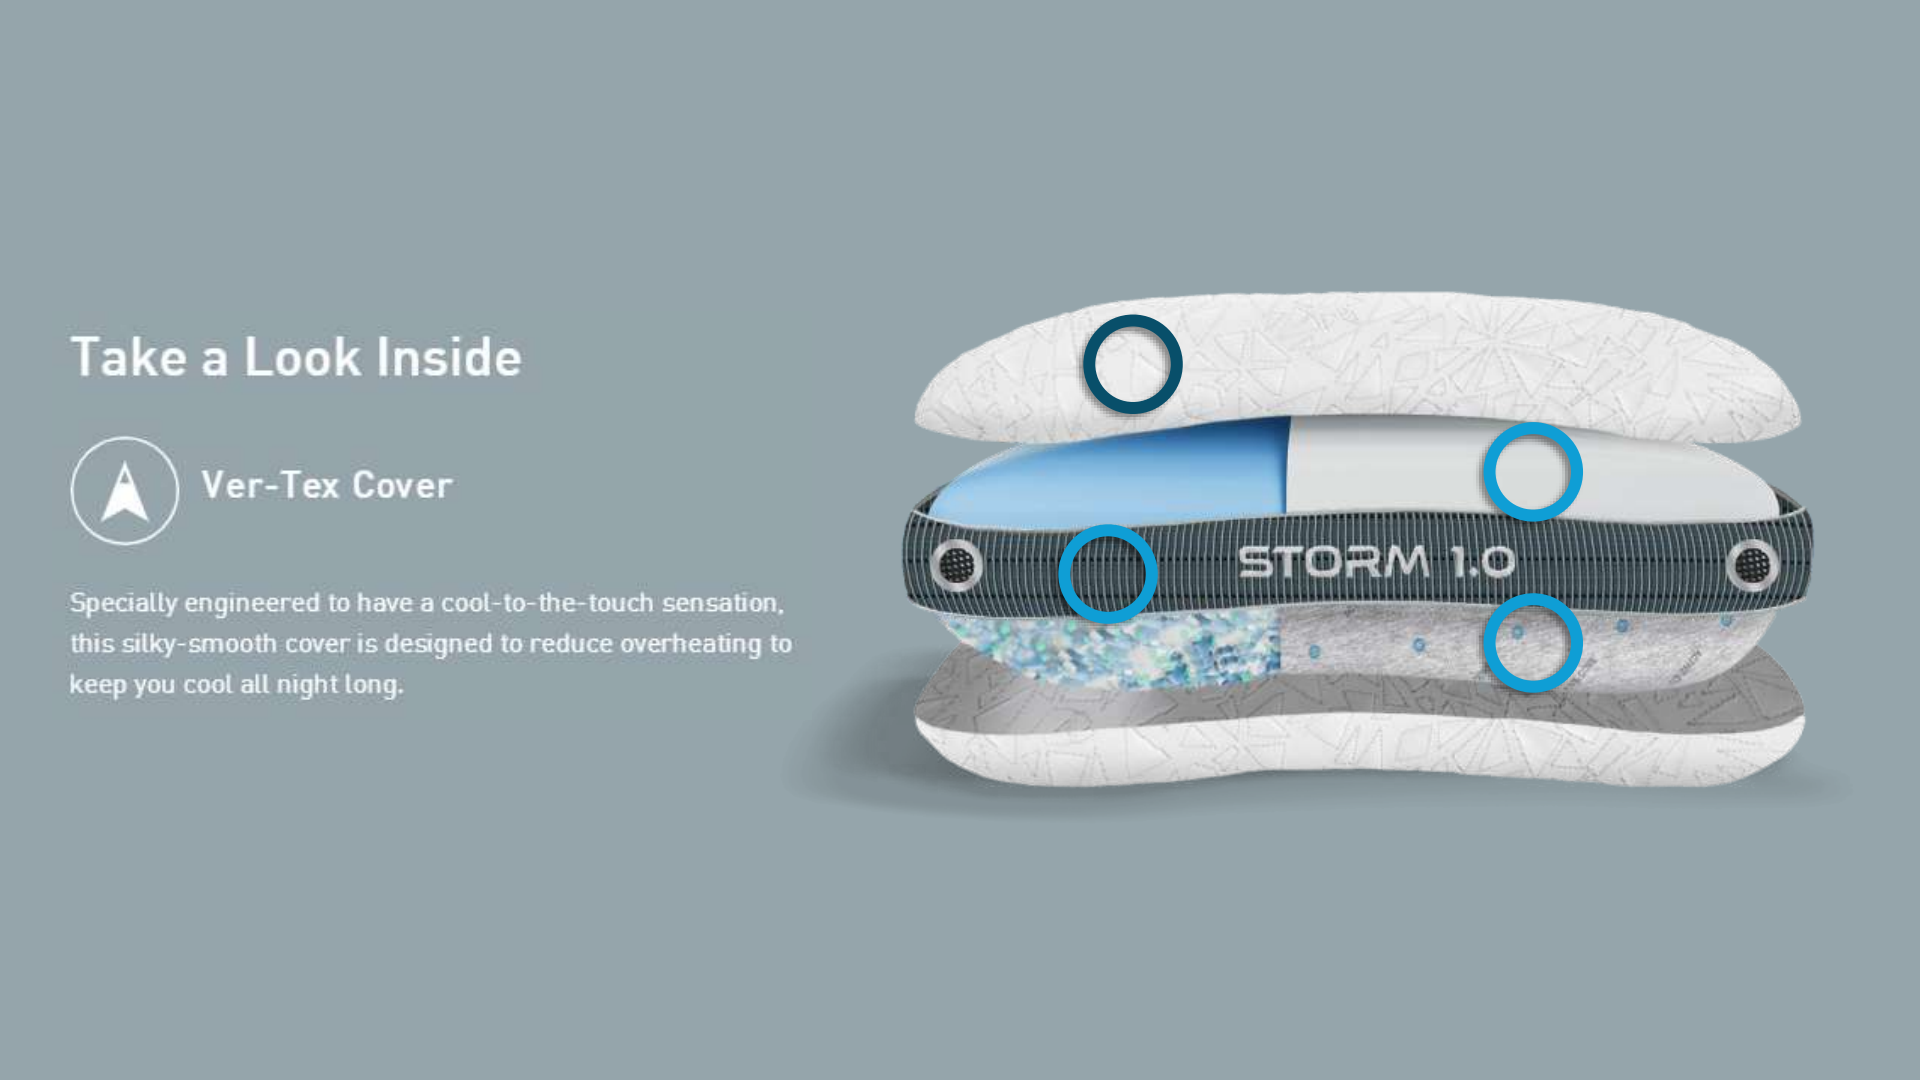 Take a Look Inside
Ver-Tex Cover
Specially engineered to have a cool-to-the-touch sensation,
this silky-smooth cover is designed to reduce overheating to
keep you cool all night long.
STORM 1.0